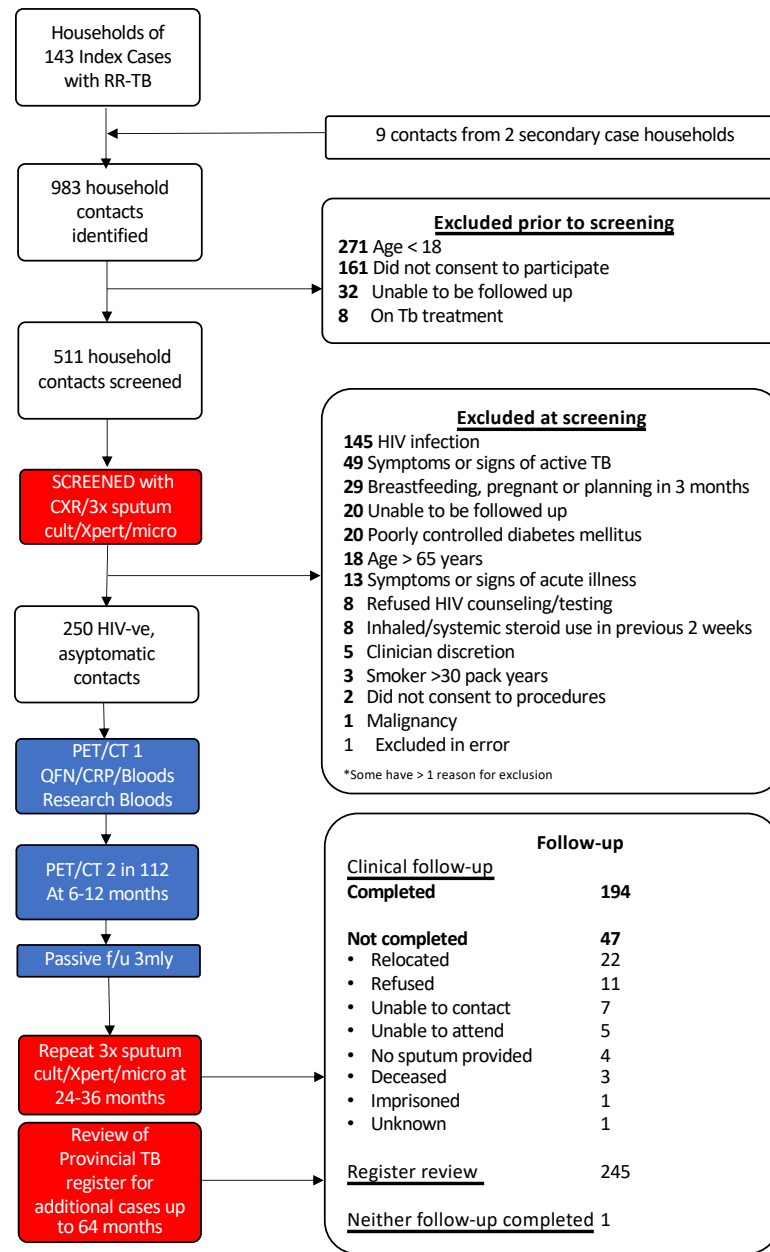 Households of
143 Index Cases
with RR-TB
9 contacts from 2 secondary case households
983 household
contacts
identified
Excluded prior to screening
271 Age < 18
161 Did not consent to participate
32 Unable to be followed up
8 On Tb treatment
511 household
contacts screened
Excluded at screening
145 HIV infection
49 Symptoms or signs of active TB
29 Breastfeeding, pregnant or planning in 3 months
20 Unable to be followed up
20 Poorly controlled diabetes mellitus
18 Age > 65 years
13 Symptoms or signs of acute illness
8 Refused HIV counseling/testing
8 Inhaled/systemic steroid use in previous 2 weeks
5 Clinician discretion
3 Smoker >30 pack years
2 Did not consent to procedures
1 Malignancy
1 Excluded in error
*Some have > 1 reason for exclusion
SCREENED with
CXR/3x sputum
cult/Xpert/micro
250 HIV-ve,
asyptomatic
contacts
PET/CT 1
QFN/CRP/Bloods
Research Bloods
PET/CT 2 in 112
At 6-12 months
Passive f/u 3mly
Repeat 3x sputum
cult/Xpert/micro at
24-36 months
Review of
Provincial TB
register for
additional cases up
to 64 months
Follow-up
Clinical follow-up
Completed 194
Not completed 47
• Relocated 22
• Refused 11
• Unable to contact 7
• Unable to attend 5
• No sputum provided 4
• Deceased 3
• Imprisoned 1
• Unknown 1
Register review 245
Neither follow-up completed 1